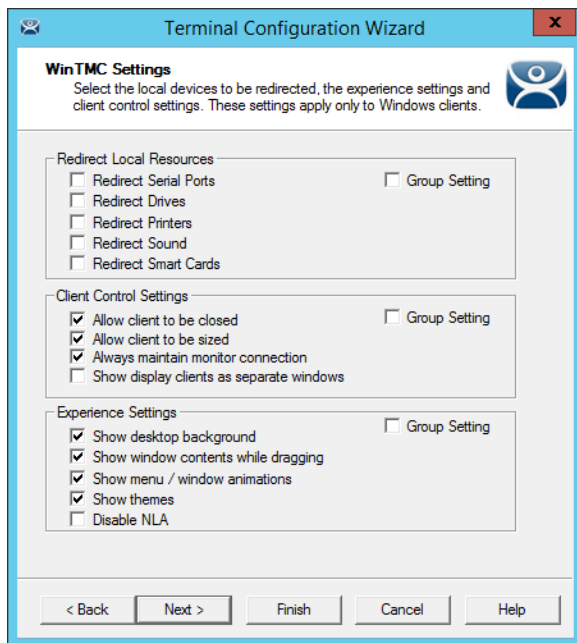 Terminal Configuration Wizard
x
WinTMC Settings
Select the local devices to be redirected, the experience settings and
client control settings. These settings apply only to Windows clients.
Redirect Local Resources
Redirect Serial Ports
Group Setting
Redirect Drives
Redirect Printers
Redirect Sound
Redirect Smart Cards
Client Control Settings
Allow client to be closed
Group Setting
Allow client to be sized
Always maintain monitor connection
Show display clients as separate windows
Experience Settings
Show desktop background
Group Setting
Show window contents while dragging
Show menu / window animations
Show themes
Disable NLA
< Back Next > Finish Cancel Help